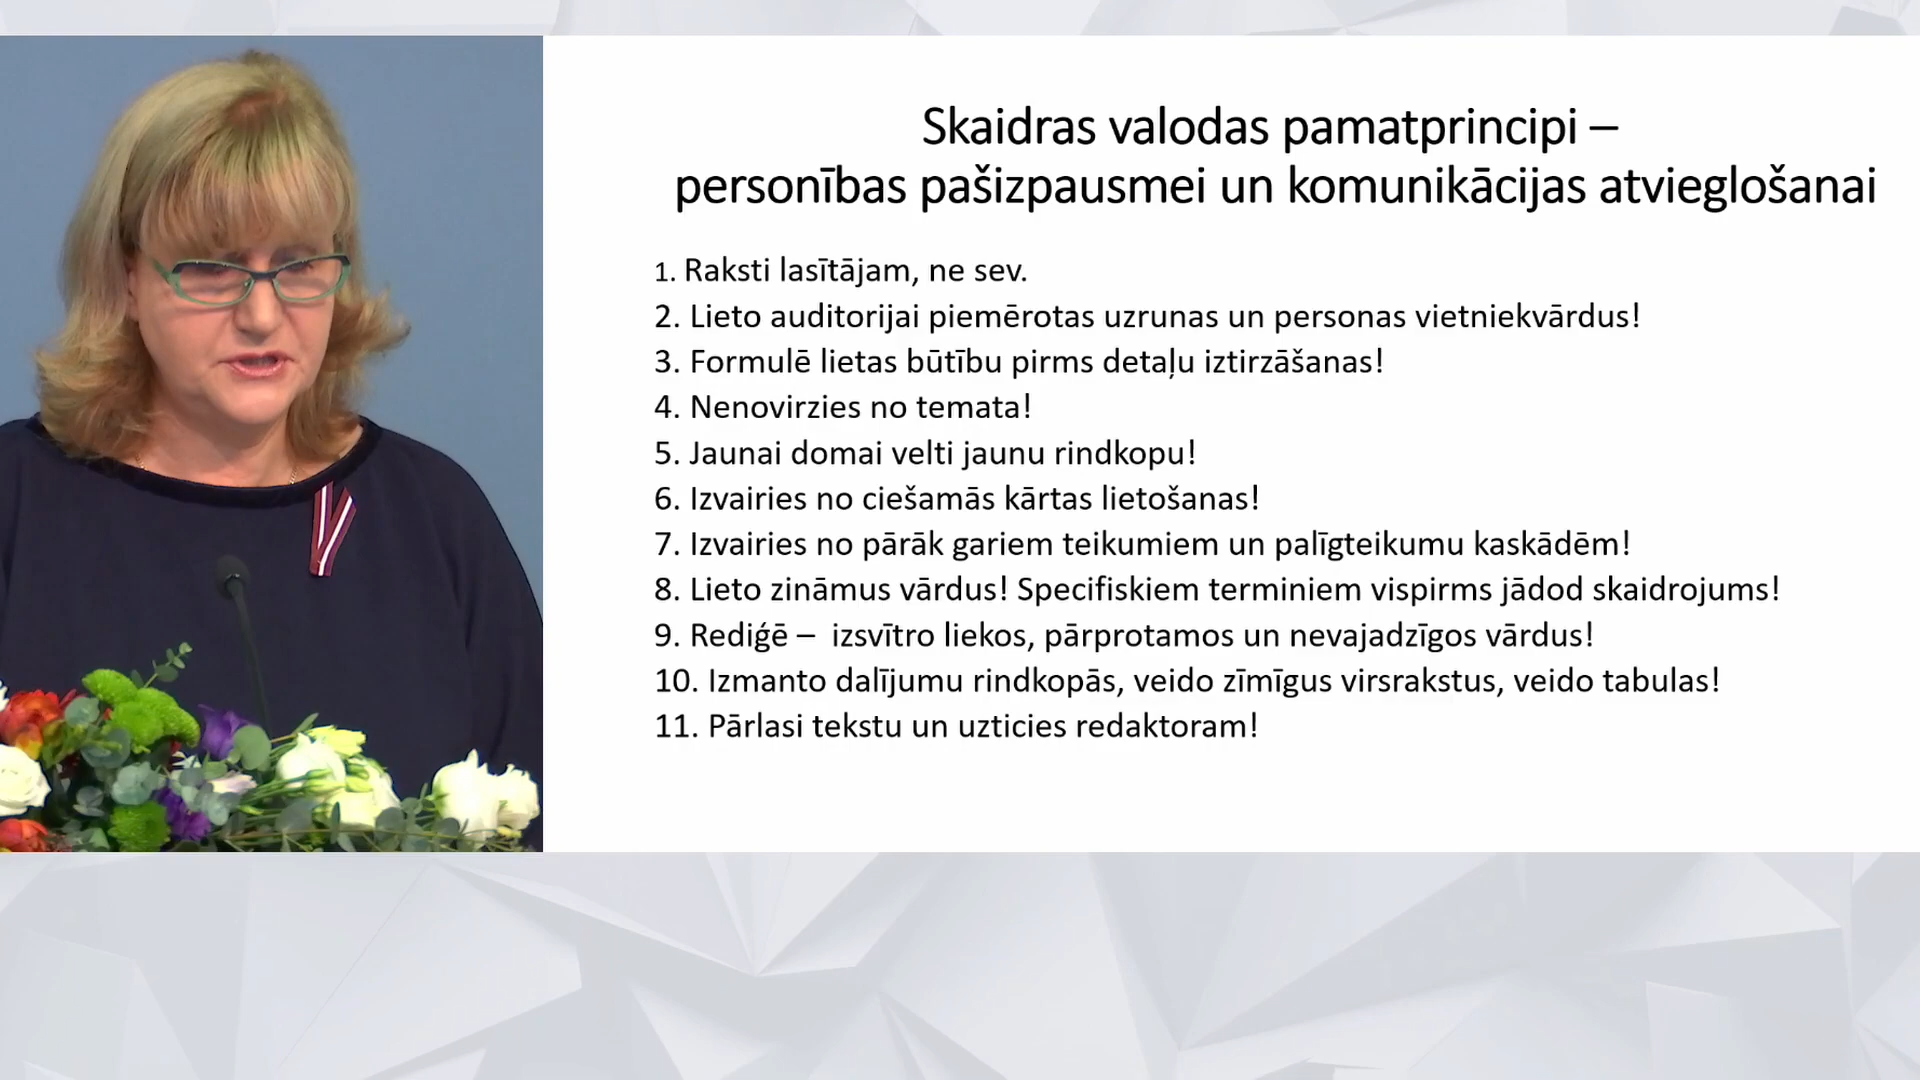 Skaidras valodas pamatprincipi –
personības pašizpausmei un komunikācijas atvieglošanai
1. Raksti lasītājam, ne sev.
2. Lieto auditorijai piemērotas uzrunas un personas vietniekvārdus!
3. Formulē lietas būtību pirms detaļu iztirzāšanas!
4. Nenovirzies no temata!
5. Jaunai domai velti jaunu rindkopu!
6. Izvairies no ciešamās kārtas lietošanas!
7. Izvairies no pārāk gariem teikumiem un palīgteikumu kaskādēm!
8. Lieto zināmus vārdus! Specifiskiem terminiem vispirms jādod skaidrojums!
9. Rediģē –  izsvītro liekos, pārprotamos un nevajadzīgos vārdus!
10. Izmanto dalījumu rindkopās, veido zīmīgus virsrakstus, veido tabulas!
11. Pārlasi tekstu un uzticies redaktoram!